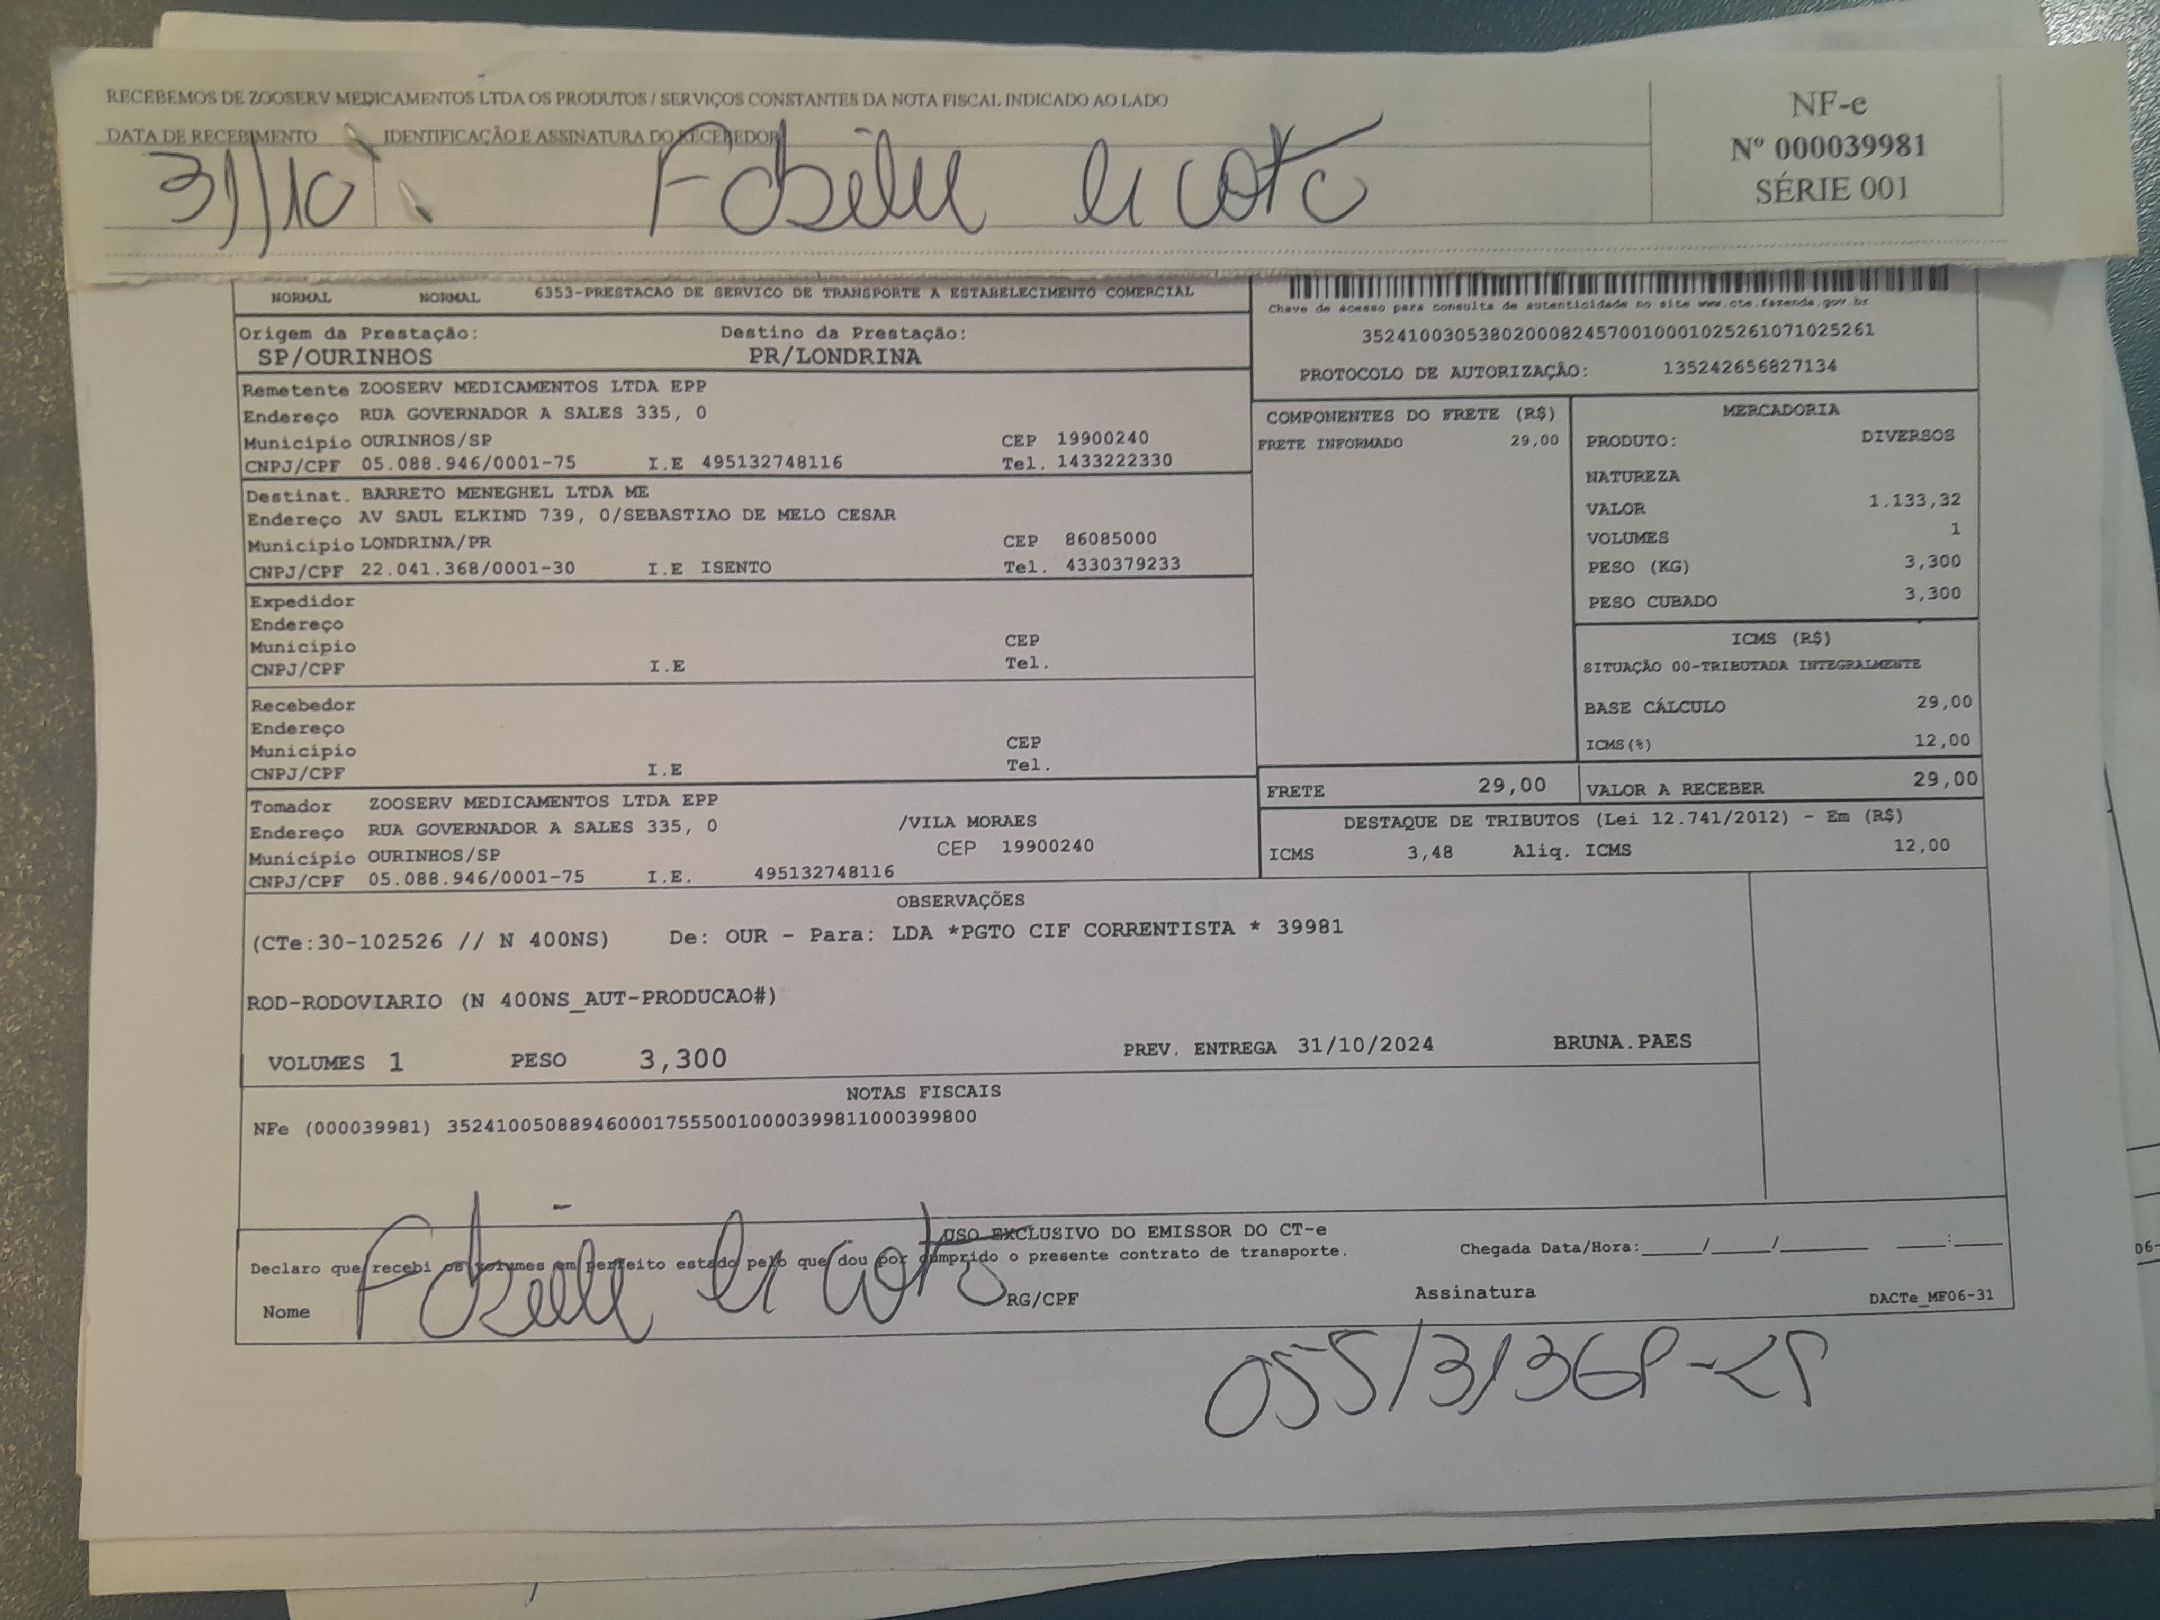 RECEBEMOS DE ZOOSERV MEDICAMENTOS LTDA OS PRODUTOS / SERVIÇOS CONSTANTES DA NOTA FISCAL INDICADO AO LADO
DATA DE RECEBIMENTO IDENTIFICAÇÃO E ASSINATURA DO RECEBEDOR
31/10
NF-e
Nº 000039981
SÉRIE 001
NORMAL NORMAL 6353-PRESTACAO DE SERVICO DE TRANSPORTE A ESTABELECIMENTO COMERCIAL
Origem da Prestação: Destino da Prestação:
SP/OURINHOS PR/LONDRINA
Chave de acesso para consulta de autenticidade no site www.cte.fazenda.gov.br
35241003053802000824570010001025261071025261
PROTOCOLO DE AUTORIZAÇÃO: 135242656827134
Remetente ZOOSERV MEDICAMENTOS LTDA EPP
Endereço RUA GOVERNADOR A SALES 335, 0
Município OURINHOS/SP CEP 19900240
CNPJ/CPF 05.088.946/0001-75 I.E 495132748116 Tel. 1433222330
Destinat. BARRETO MENEGHEL LTDA ME
Endereço AV SAUL ELKIND 739, 0/SEBASTIAO DE MELO CESAR
Município LONDRINA/PR CEP 86085000
CNPJ/CPF 22.041.368/0001-30 I.E ISENTO Tel. 4330379233
Expedidor
Endereço
Município CEP
CNPJ/CPF I.E Tel.
Recebedor
Endereço
Município CEP
CNPJ/CPF I.E Tel.
Tomador ZOOSERV MEDICAMENTOS LTDA EPP
Endereço RUA GOVERNADOR A SALES 335, 0 /VILA MORAES
Município OURINHOS/SP CEP 19900240
CNPJ/CPF 05.088.946/0001-75 I.E. 495132748116
COMPONENTES DO FRETE (R$)
FRETE INFORMADO 29,00
MERCADORIA
PRODUTO: DIVERSOS
NATUREZA
VALOR 1.133,32
VOLUMES 1
PESO (KG) 3,300
PESO CUBADO 3,300
ICMS (R$)
SITUAÇÃO 00-TRIBUTADA INTEGRALMENTE
BASE CÁLCULO 29,00
ICMS(%) 12,00
FRETE 29,00 VALOR A RECEBER 29,00
DESTAQUE DE TRIBUTOS (Lei 12.741/2012) - Em (R$)
ICMS 3,48 Aliq. ICMS 12,00
OBSERVAÇÕES
(CTe:30-102526 // N 400NS) De: OUR - Para: LDA *PGTO CIF CORRENTISTA * 39981
ROD-RODOVIARIO (N 400NS_AUT-PRODUCAO#)
VOLUMES 1 PESO 3,300 PREV. ENTREGA 31/10/2024 BRUNA.PAES
NOTAS FISCAIS
NFe (000039981) 35241005088946000175550010000399811000399800
USO EXCLUSIVO DO EMISSOR DO CT-e
Declaro que recebi os volumes em perfeito estado pelo que dou por cumprido o presente contrato de transporte. Chegada Data/Hora:_____/_____/_______ ____:____
Nome RG/CPF Assinatura DACTe_MF06-31